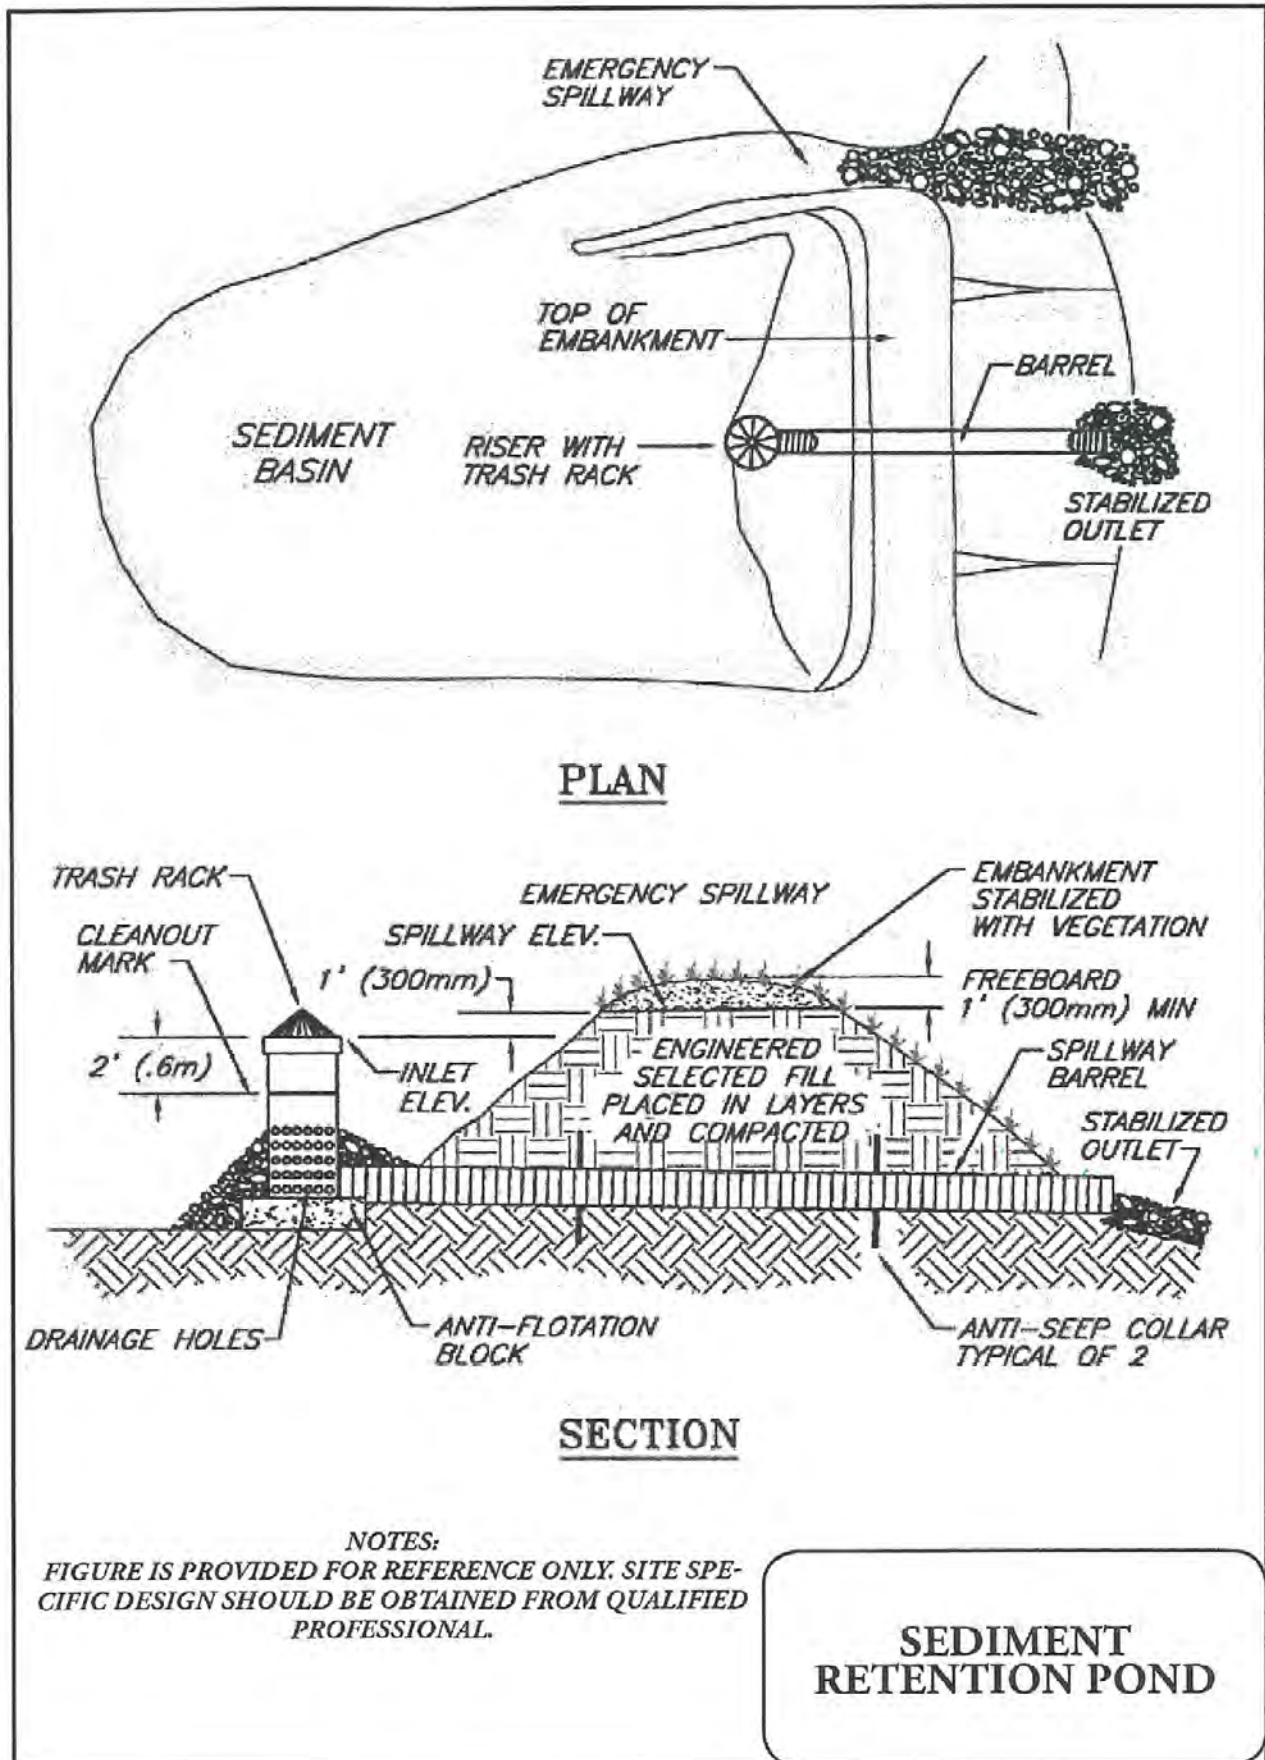 EMERGENCY
SPILLWAY
TOP OF
EMBANKMENT
BARREL
SEDIMENT
BASIN
RISER WITH
TRASH RACK
STABILIZED
OUTLET
PLAN
TRASH RACK
CLEANOUT
MARK
2' (.6m)
1' (300mm)
SPILLWAY ELEV.
EMERGENCY SPILLWAY
EMBANKMENT
STABILIZED
WITH VEGETATION
FREEBOARD
1' (300mm) MIN
INLET
ELEV.
ENGINEERED
SELECTED FILL
PLACED IN LAYERS
AND COMPACTED
SPILLWAY
BARREL
STABILIZED
OUTLET
DRAINAGE HOLES
ANTI-FLOTATION
BLOCK
ANTI-SEEP COLLAR
TYPICAL OF 2
SECTION
NOTES:
FIGURE IS PROVIDED FOR REFERENCE ONLY. SITE SPE-
CIFIC DESIGN SHOULD BE OBTAINED FROM QUALIFIED
PROFESSIONAL.
SEDIMENT
RETENTION POND